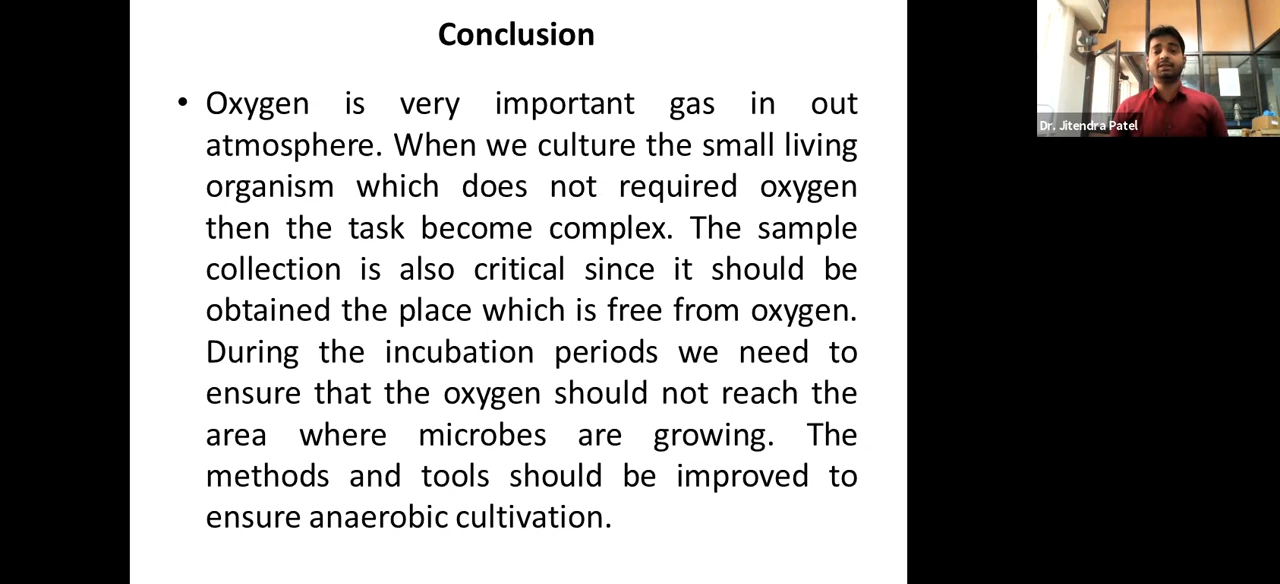 Conclusion
• Oxygen is very important gas in out
atmosphere. When we culture the small living
organism which does not required oxygen
then the task become complex. The sample
collection is also critical since it should be
obtained the place which is free from oxygen.
During the incubation periods we need to
ensure that the oxygen should not reach the
area where microbes are growing. The
methods and tools should be improved to
ensure anaerobic cultivation.
Dr. Jitendra Patel